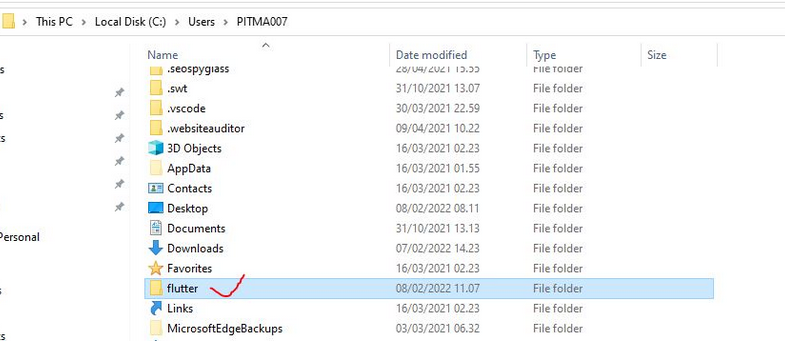 This PC > Local Disk (C:) > Users > PITMA007
Name Date modified Type Size
.seospyglass 28/04/2021 15.55 File folder
.swt 31/10/2021 13.07 File folder
.vscode 30/03/2021 22.59 File folder
.websiteauditor 09/04/2021 10.22 File folder
3D Objects 16/03/2021 02.23 File folder
AppData 16/03/2021 01.55 File folder
Contacts 16/03/2021 02.23 File folder
Desktop 08/02/2022 08.11 File folder
Documents 31/10/2021 13.13 File folder
Personal
Downloads 07/02/2022 14.23 File folder
Favorites 16/03/2021 02.23 File folder
flutter 08/02/2022 11.07 File folder
Links 16/03/2021 02.23 File folder
MicrosoftEdgeBackups 03/03/2021 06.32 File folder